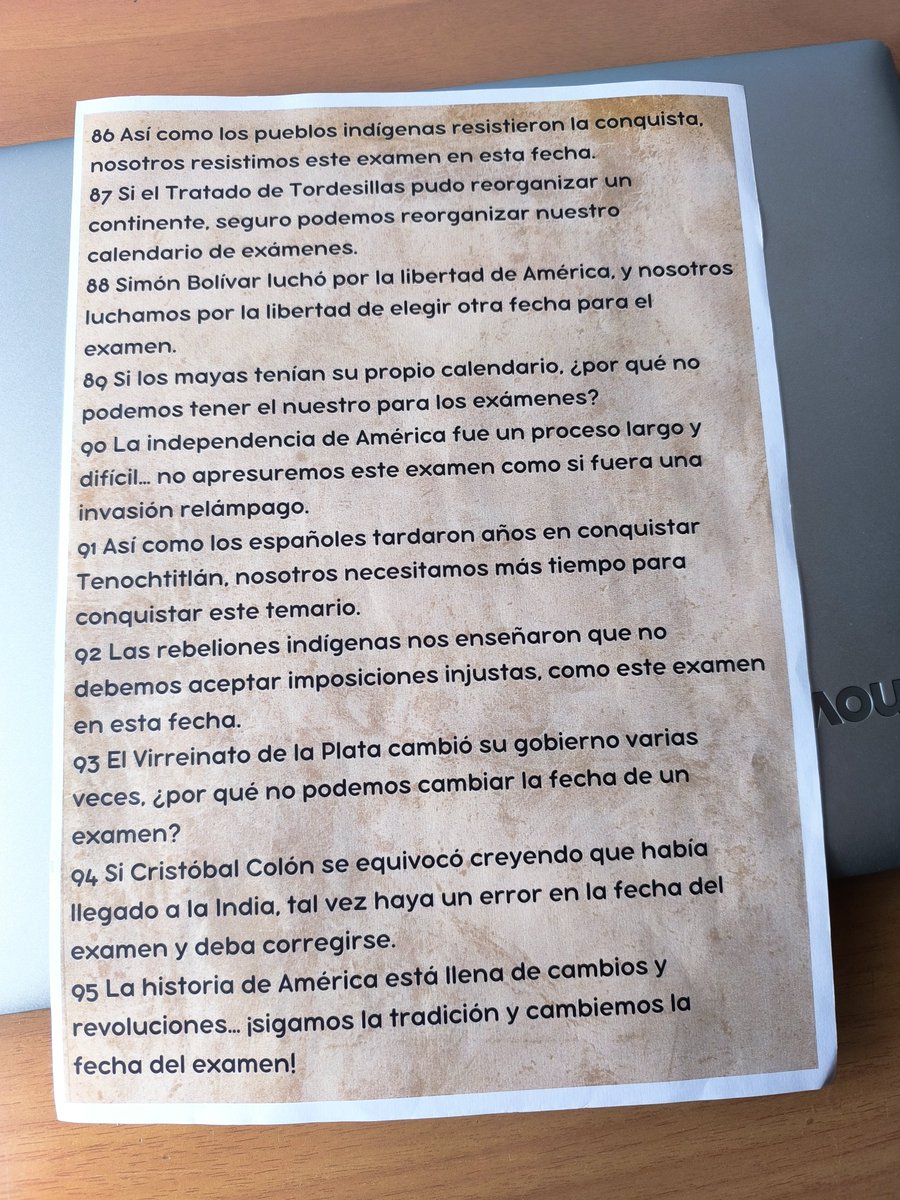 86 Así como los pueblos indígenas resistieron la conquista,
nosotros resistimos este examen en esta fecha.
87 Si el Tratado de Tordesillas pudo reorganizar un
continente, seguro podemos reorganizar nuestro
calendario de exámenes.
88 Simón Bolívar luchó por la libertad de América, y nosotros
luchamos por la libertad de elegir otra fecha para el
examen.
89 Si los mayas tenían su propio calendario, ¿por qué no
podemos tener el nuestro para los exámenes?
90 La independencia de América fue un proceso largo y
difícil... no apresuremos este examen como si fuera una
invasión relámpago.
91 Así como los españoles tardaron años en conquistar
Tenochtitlán, nosotros necesitamos más tiempo para
conquistar este temario.
92 Las rebeliones indígenas nos enseñaron que no
debemos aceptar imposiciones injustas, como este examen
en esta fecha.
93 El Virreinato de la Plata cambió su gobierno varias
veces, ¿por qué no podemos cambiar la fecha de un
examen?
94 Si Cristóbal Colón se equivocó creyendo que había
llegado a la India, tal vez haya un error en la fecha del
examen y deba corregirse.
95 La historia de América está llena de cambios y
revoluciones... ¡sigamos la tradición y cambiemos la
fecha del examen!